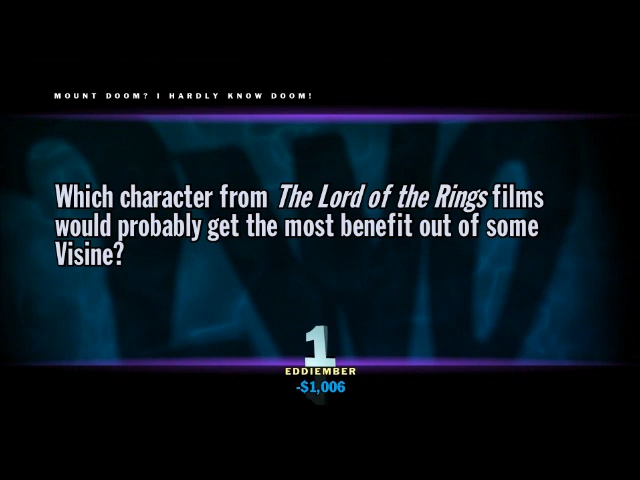 MOUNT DOOM? I HARDLY KNOW DOOM!
Which character from The Lord of the Rings films
would probably get the most benefit out of some
Visine?
TWO
1
EDDIEMBER
-$1,006